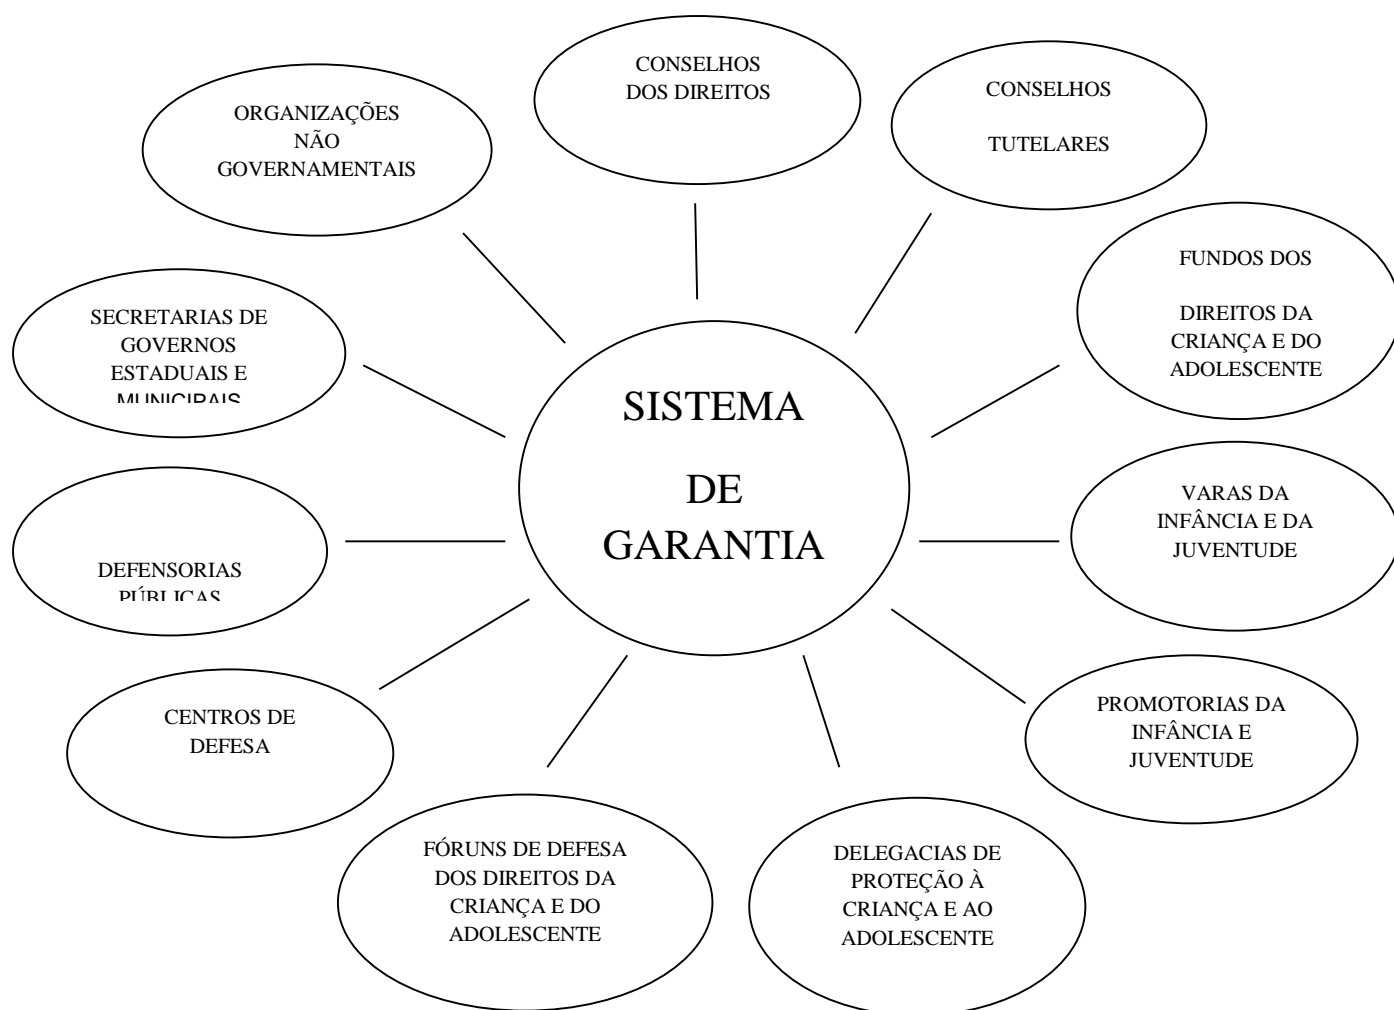 CONSELHOS
DOS DIREITOS
CONSELHOS
TUTELARES
ORGANIZAÇÕES
NÃO
GOVERNAMENTAIS
FUNDOS DOS
DIREITOS DA
CRIANÇA E DO
ADOLESCENTE
SECRETARIAS DE
GOVERNOS
ESTADUAIS E
MUNICIPAIS
SISTEMA
DE
GARANTIA
VARAS DA
INFÂNCIA E DA
JUVENTUDE
DEFENSORIAS
PÚBLICAS
CENTROS DE
DEFESA
PROMOTORIAS DA
INFÂNCIA E
JUVENTUDE
FÓRUNS DE DEFESA
DOS DIREITOS DA
CRIANÇA E DO
ADOLESCENTE
DELEGACIAS DE
PROTEÇÃO À
CRIANÇA E AO
ADOLESCENTE